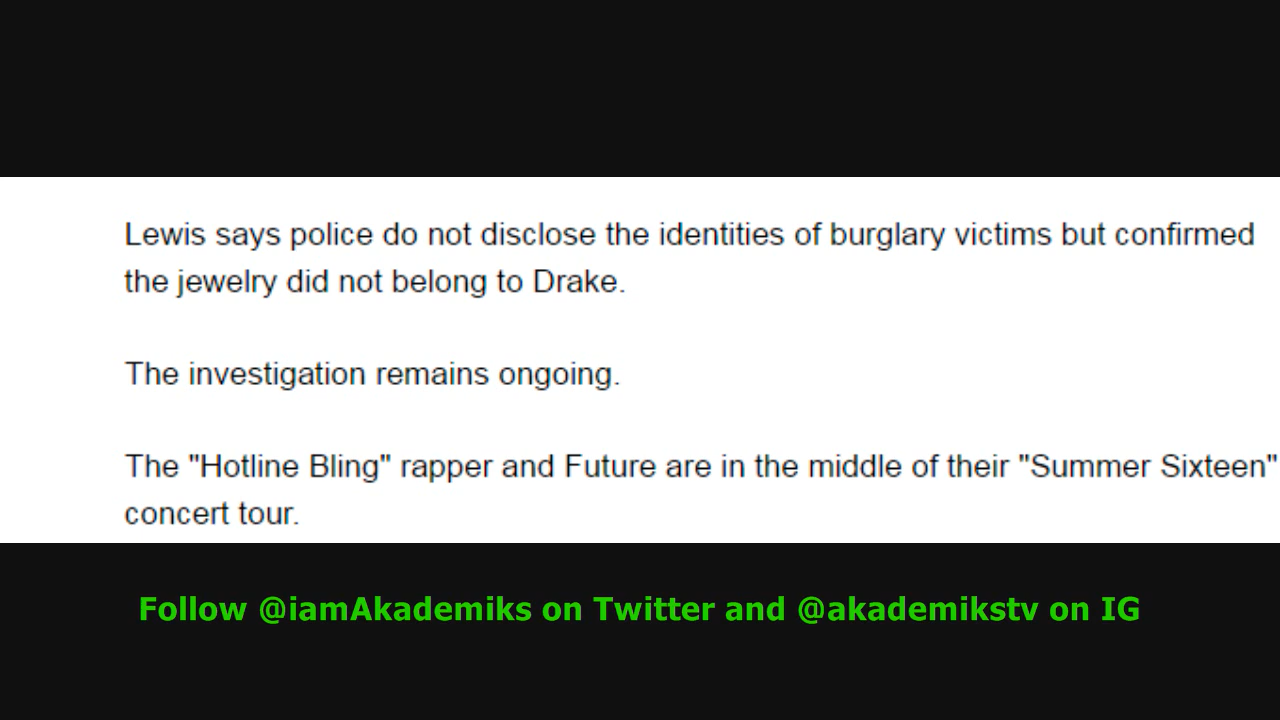 Lewis says police do not disclose the identities of burglary victims but confirmed
the jewelry did not belong to Drake.
The investigation remains ongoing.
The "Hotline Bling" rapper and Future are in the middle of their "Summer Sixteen"
concert tour.
Follow @iamAkademiks on Twitter and @akademikstv on IG